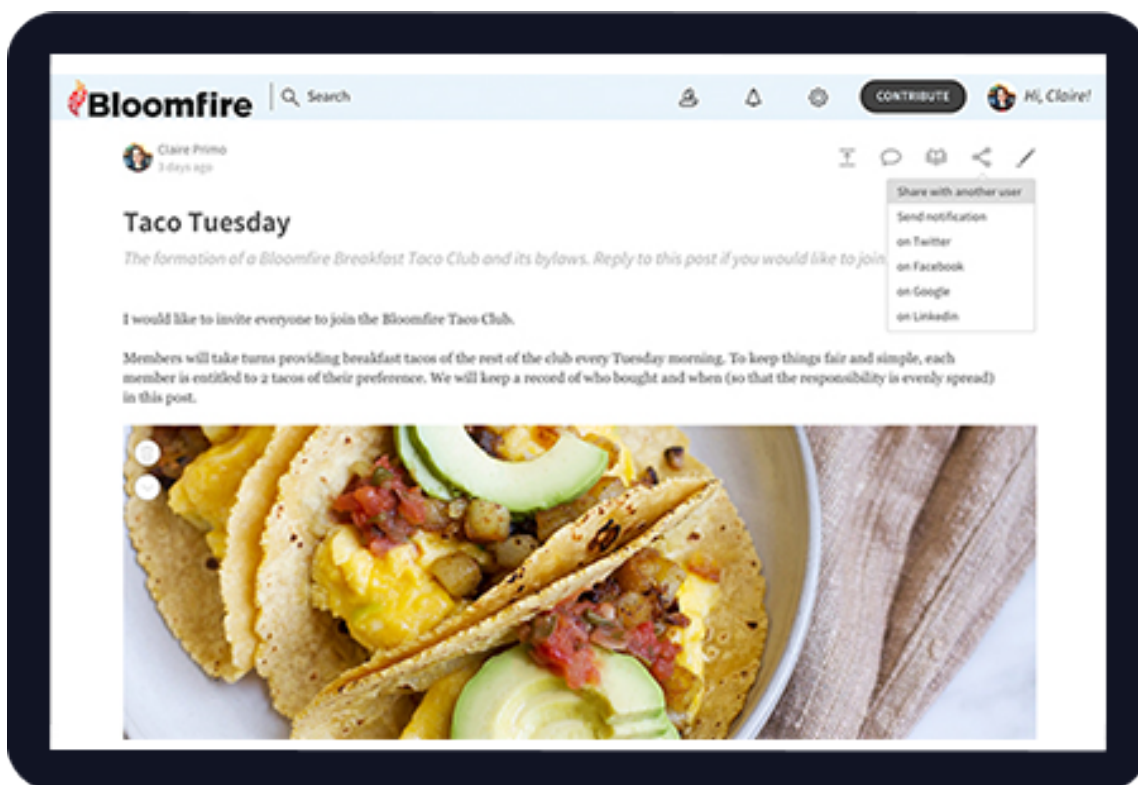 Bloomfire
Search
CONTRIBUTE
Hi, Claire!
Claire Primo
3 days ago
Share with another user
Send notification
on Twitter
on Facebook
on Google
on Linkedin
Taco Tuesday
The formation of a Bloomfire Breakfast Taco Club and its bylaws. Reply to this post if you would like to join
I would like to invite everyone to join the Bloomfire Taco Club.
Members will take turns providing breakfast tacos of the rest of the club every Tuesday morning. To keep things fair and simple, each
member is entitled to 2 tacos of their preference. We will keep a record of who bought and when (so that the responsibility is evenly spread)
in this post.